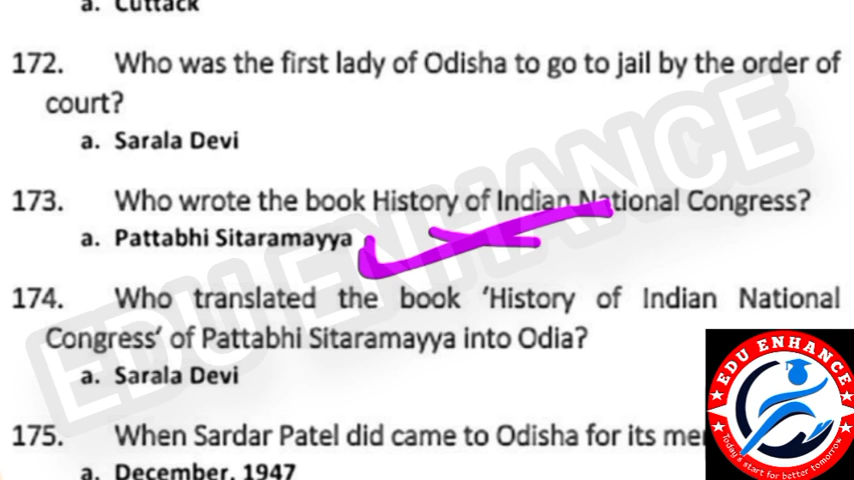 a. Cuttack
172. Who was the first lady of Odisha to go to jail by the order of
court?
a. Sarala Devi
173. Who wrote the book History of Indian National Congress?
a. Pattabhi Sitaramayya
174. Who translated the book ‘History of Indian National
Congress‘ of Pattabhi Sitaramayya into Odia?
a. Sarala Devi
175. When Sardar Patel did came to Odisha for its
a. December, 1947
EDU ENHANCE
EDU ENHANCE
Today's start for better tomorrow